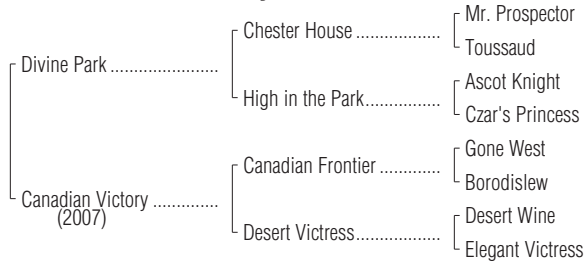 Mr. Prospector
Chester House ..................
Toussaud
Divine Park .......................
Ascot Knight
High in the Park................
Czar's Princess
Gone West
Canadian Frontier ..............
Borodislew
Canadian Victory ..............
(2007)
Desert Wine
Desert Victress..................
Elegant Victress